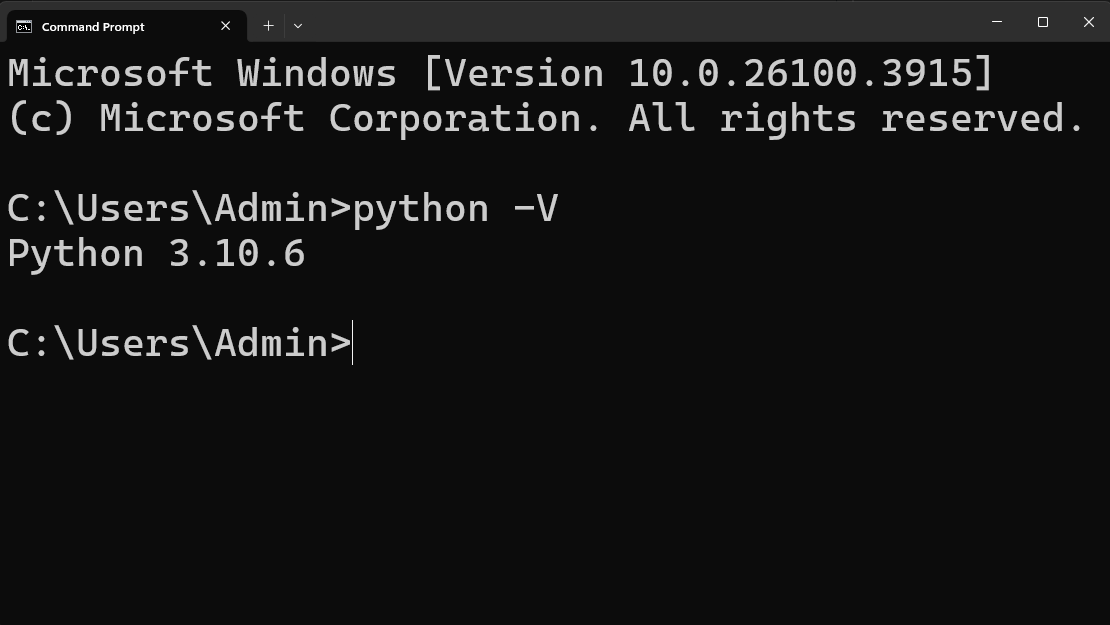 Command Prompt
Microsoft Windows [Version 10.0.26100.3915]
(c) Microsoft Corporation. All rights reserved.
C:\Users\Admin>python -V
Python 3.10.6
C:\Users\Admin>